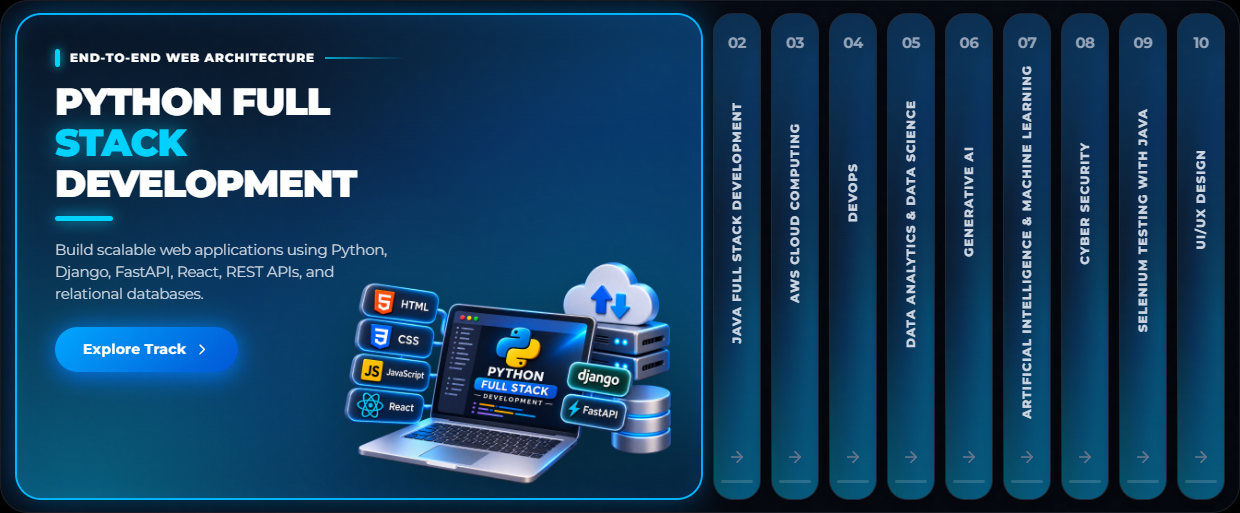 END-TO-END WEB ARCHITECTURE
PYTHON FULL
STACK
DEVELOPMENT
Build scalable web applications using Python,
Django, FastAPI, React, REST APIs, and
relational databases.
Explore Track
HTML
CSS
JS JavaScript
React
PYTHON
FULL STACK
DEVELOPMENT
django
FastAPI
02
JAVA FULL STACK DEVELOPMENT
03
AWS CLOUD COMPUTING
04
DEVOPS
05
DATA ANALYTICS & DATA SCIENCE
06
GENERATIVE AI
07
ARTIFICIAL INTELLIGENCE & MACHINE LEARNING
08
CYBER SECURITY
09
SELENIUM TESTING WITH JAVA
10
UI/UX DESIGN